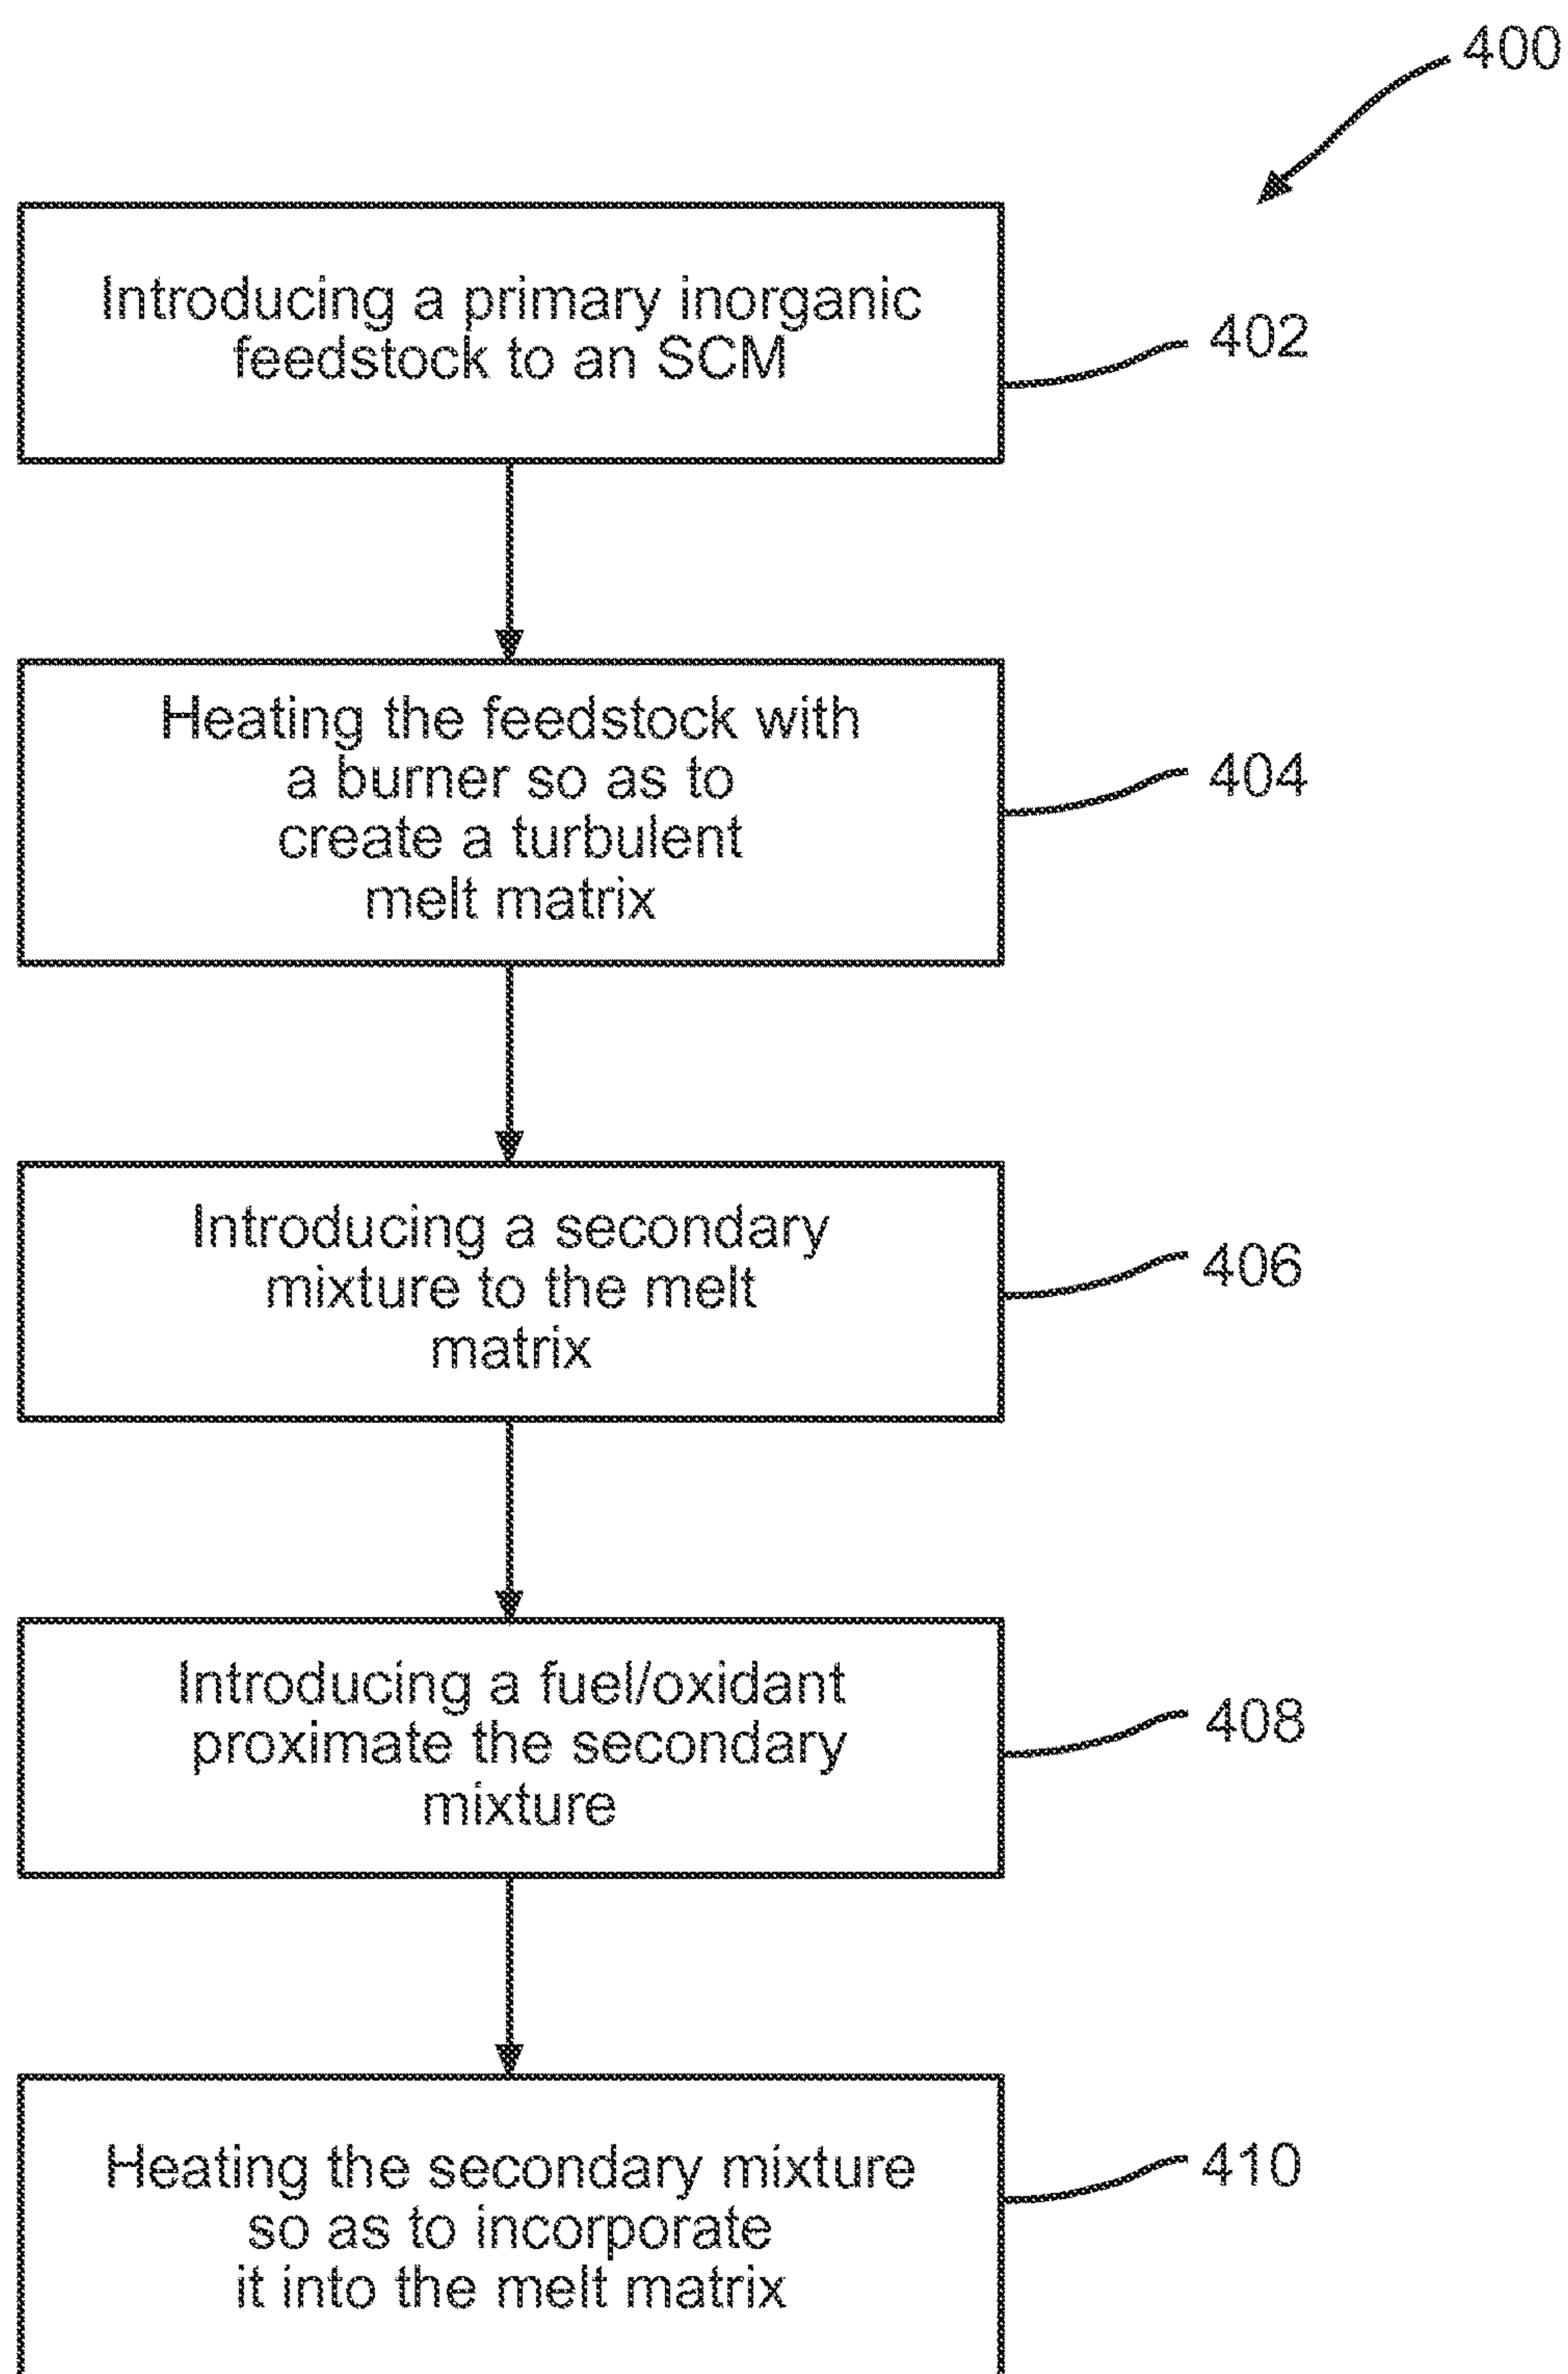 400
Introducing a primary inorganic
feedstock to an SCM
402
Heating the feedstock with
a burner so as to
create a turbulent
melt matrix
404
Introducing a secondary
mixture to the melt
matrix
406
Introducing a fuel/oxidant
proximate the secondary
mixture
408
Heating the secondary mixture
so as to incorporate
it into the melt matrix
410